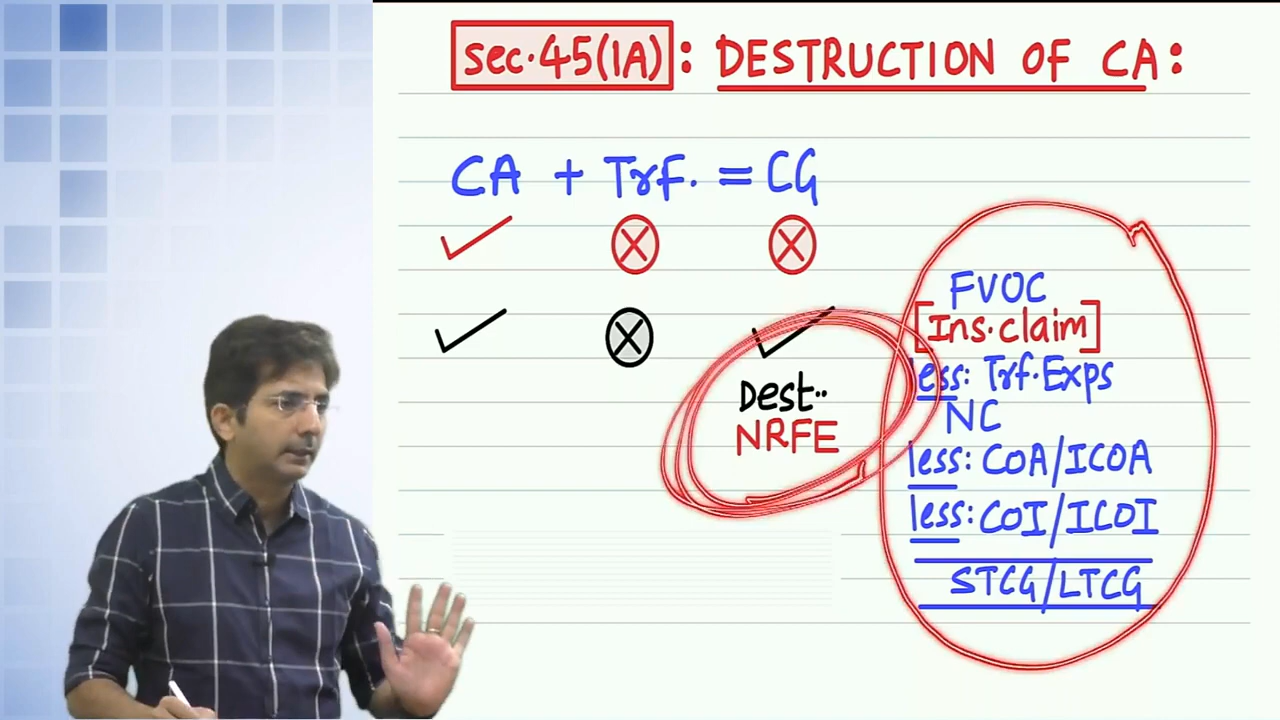 sec.45(1A): DESTRUCTION OF CA:
CA + Trf. = CG
Dest..
NRFE
FVOC
[Ins.claim]
less: Trf.Exps
NC
less: COA/ICOA
less: COI/ICOI
STCG/LTCG